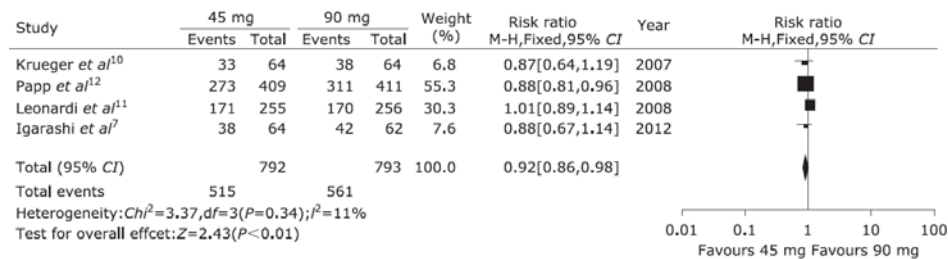 Study 45 mg 90 mg Weight (%) Risk ratio M-H,Fixed,95% CI Year Risk ratio M-H,Fixed,95% CI
Events Total Events Total
Krueger et al10 33 64 38 64 6.8 0.87[0.64,1.19] 2007
Papp et al12 273 409 311 411 55.3 0.88[0.81,0.96] 2008
Leonardi et al11 171 255 170 256 30.3 1.01[0.89,1.14] 2008
Igarashi et al7 38 64 42 62 7.6 0.88[0.67,1.14] 2012
Total (95% CI) 792 793 100.0 0.92[0.86,0.98]
Total events 515 561
Heterogeneity:Chi2=3.37,df=3(P=0.34);I2=11%
Test for overall effcet:Z=2.43(P<0.01)
0.01 0.1 1 10 100
Favours 45 mg Favours 90 mg